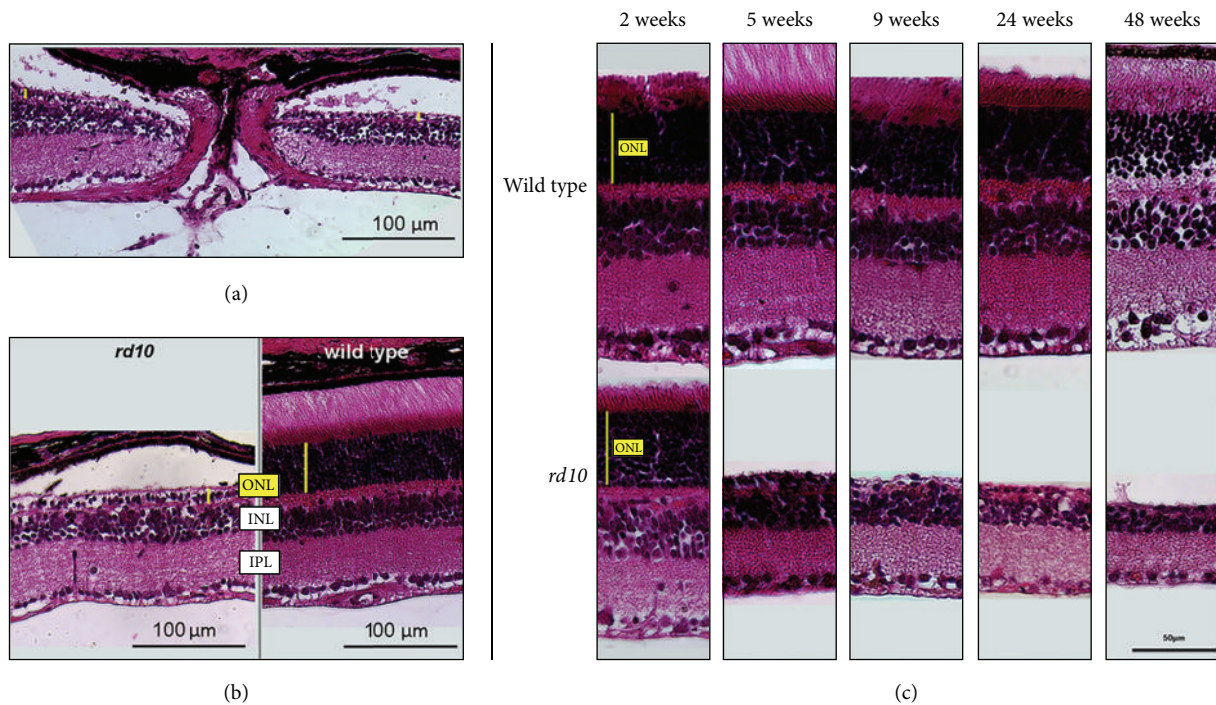 100 µm
(a)
rd10
wild type
ONL
INL
IPL
100 µm
100 µm
(b)
2 weeks
5 weeks
9 weeks
24 weeks
48 weeks
Wild type
ONL
rd10
ONL
50µm
(c)